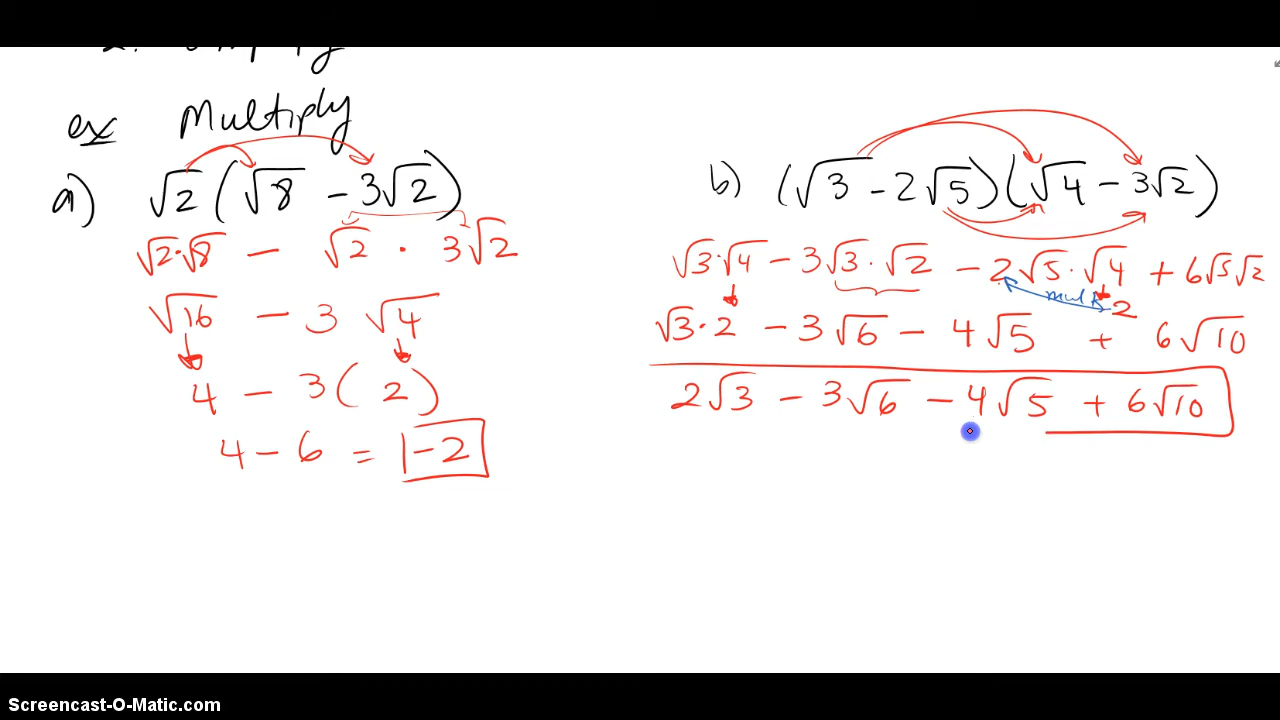 ex Multiply
a) √2 (√8 - 3√2)
√2·√8 - √2 · 3√2
√16 - 3 √4
4 - 3(2)
4 - 6 = -2
b) (√3 - 2√5)(√4 - 3√2)
√3·√4 - 3√3·√2 - 2√5·√4 + 6√5√2
mult 2
√3·2 - 3√6 - 4√5 + 6√10
2√3 - 3√6 - 4√5 + 6√10
Screencast-O-Matic.com